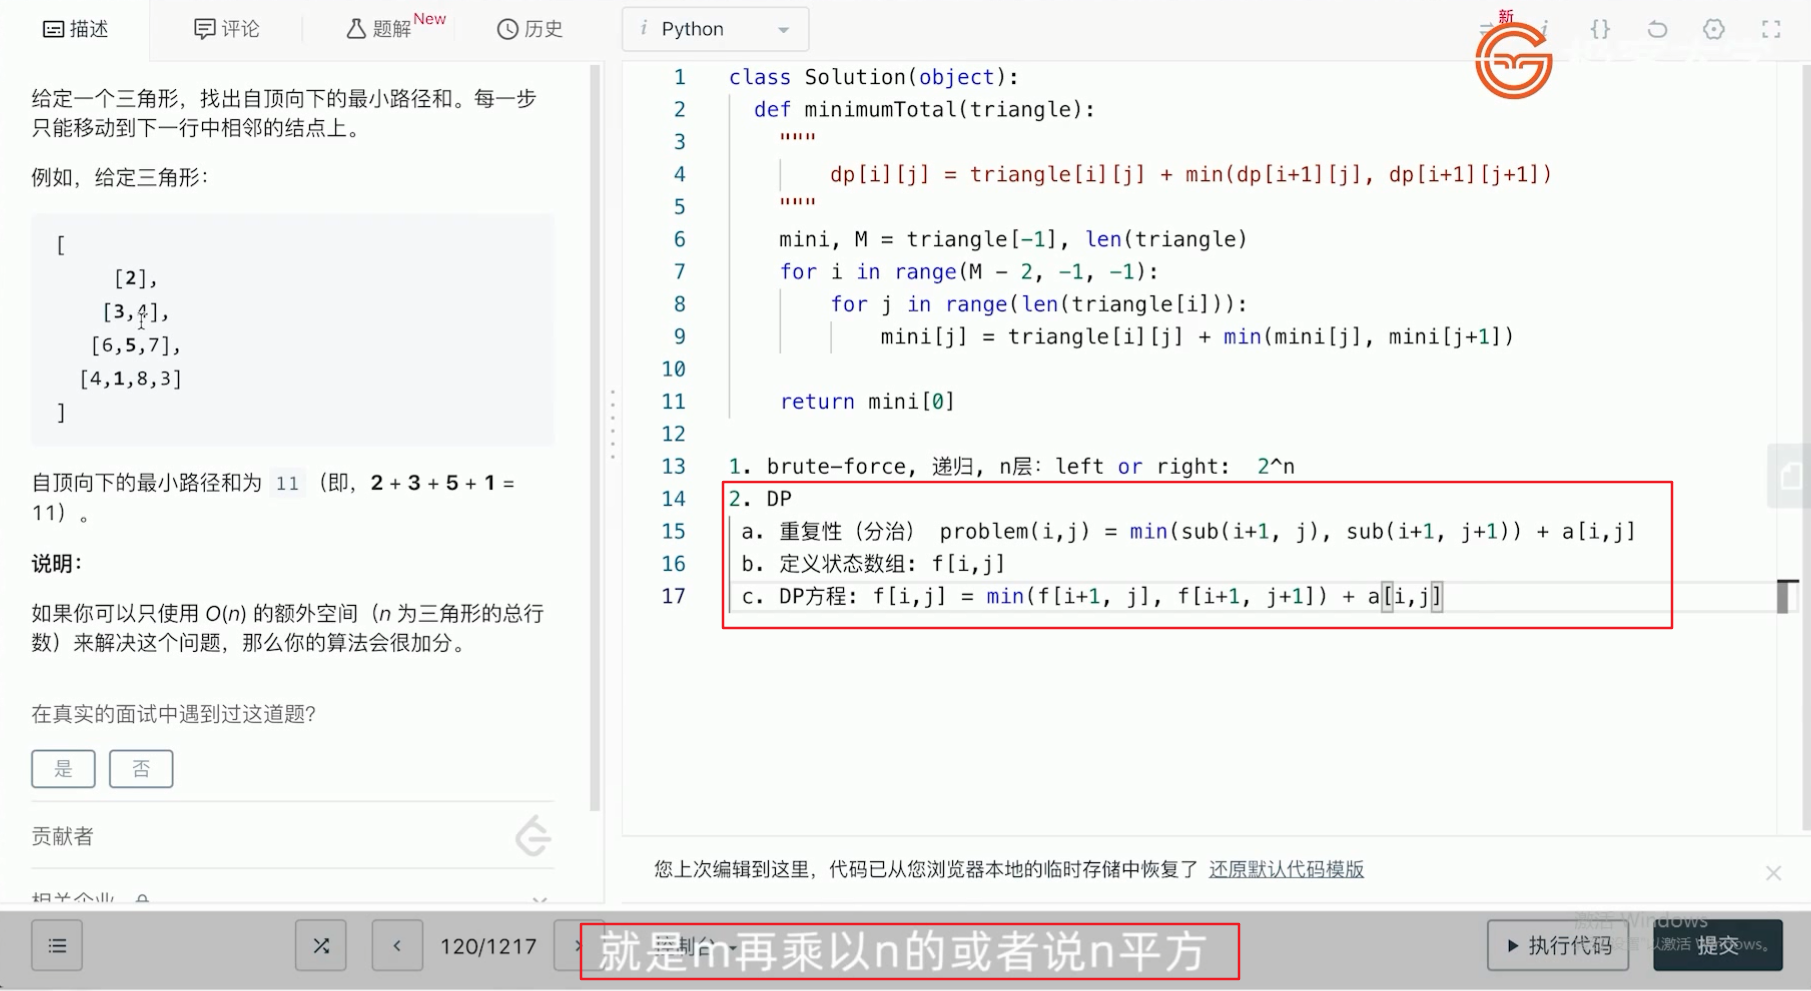 描述
评论
题解
New
历史
Python
新
给定一个三角形，找出自顶向下的最小路径和。每一步
只能移动到下一行中相邻的结点上。
例如，给定三角形：
[
[2],
[3,4],
[6,5,7],
[4,1,8,3]
]
自顶向下的最小路径和为 11 （即，2 + 3 + 5 + 1 =
11）。
说明：
如果你可以只使用 O(n) 的额外空间（n 为三角形的总行
数）来解决这个问题，那么你的算法会很加分。
在真实的面试中遇到过这道题？
是
否
贡献者
相关企业
1 class Solution(object):
2 def minimumTotal(triangle):
3 """
4 dp[i][j] = triangle[i][j] + min(dp[i+1][j], dp[i+1][j+1])
5 """
6 mini, M = triangle[-1], len(triangle)
7 for i in range(M - 2, -1, -1):
8 for j in range(len(triangle[i])):
9 mini[j] = triangle[i][j] + min(mini[j], mini[j+1])
10
11 return mini[0]
12
13 1. brute-force, 递归, n层: left or right: 2^n
14 2. DP
15 a. 重复性（分治） problem(i,j) = min(sub(i+1, j), sub(i+1, j+1)) + a[i,j]
16 b. 定义状态数组: f[i,j]
17 c. DP方程: f[i,j] = min(f[i+1, j], f[i+1, j+1]) + a[i,j]
您上次编辑到这里，代码已从您浏览器本地的临时存储中恢复了 还原默认代码模版
120/1217
控制台
就是m再乘以n的或者说n平方
激活 Windows
执行代码
提交